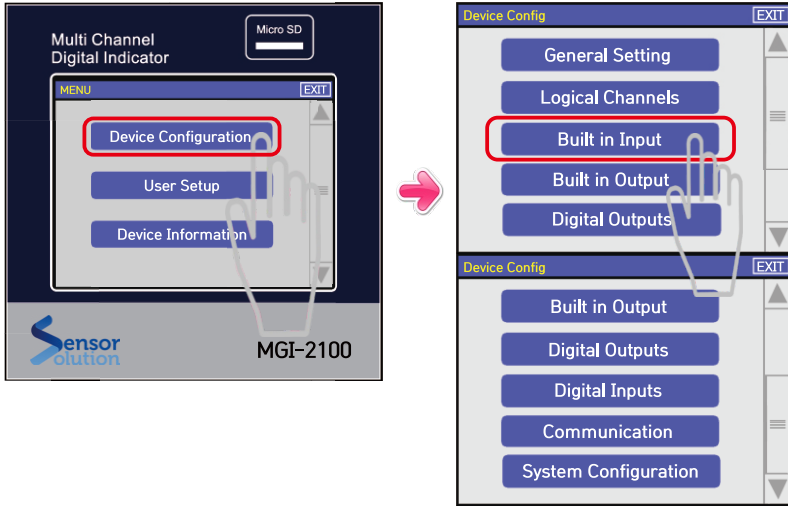 Multi Channel
Digital Indicator
Micro SD
MENU
EXIT
Device Configuration
User Setup
Device Information
Sensor
Solution
MGI-2100
Device Config
EXIT
General Setting
Logical Channels
Built in Input
Built in Output
Digital Outputs
Device Config
EXIT
Built in Output
Digital Outputs
Digital Inputs
Communication
System Configuration